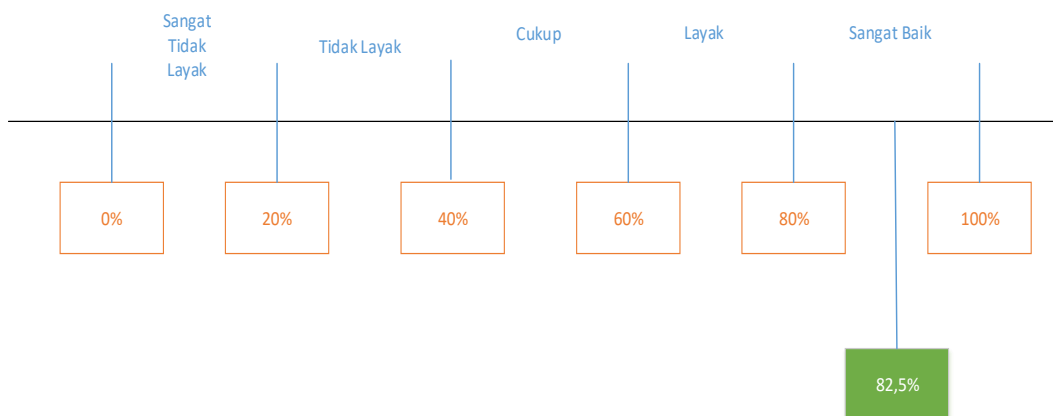 Sangat
Tidak
Layak
Tidak Layak
Cukup
Layak
Sangat Baik
0%
20%
40%
60%
80%
100%
82,5%